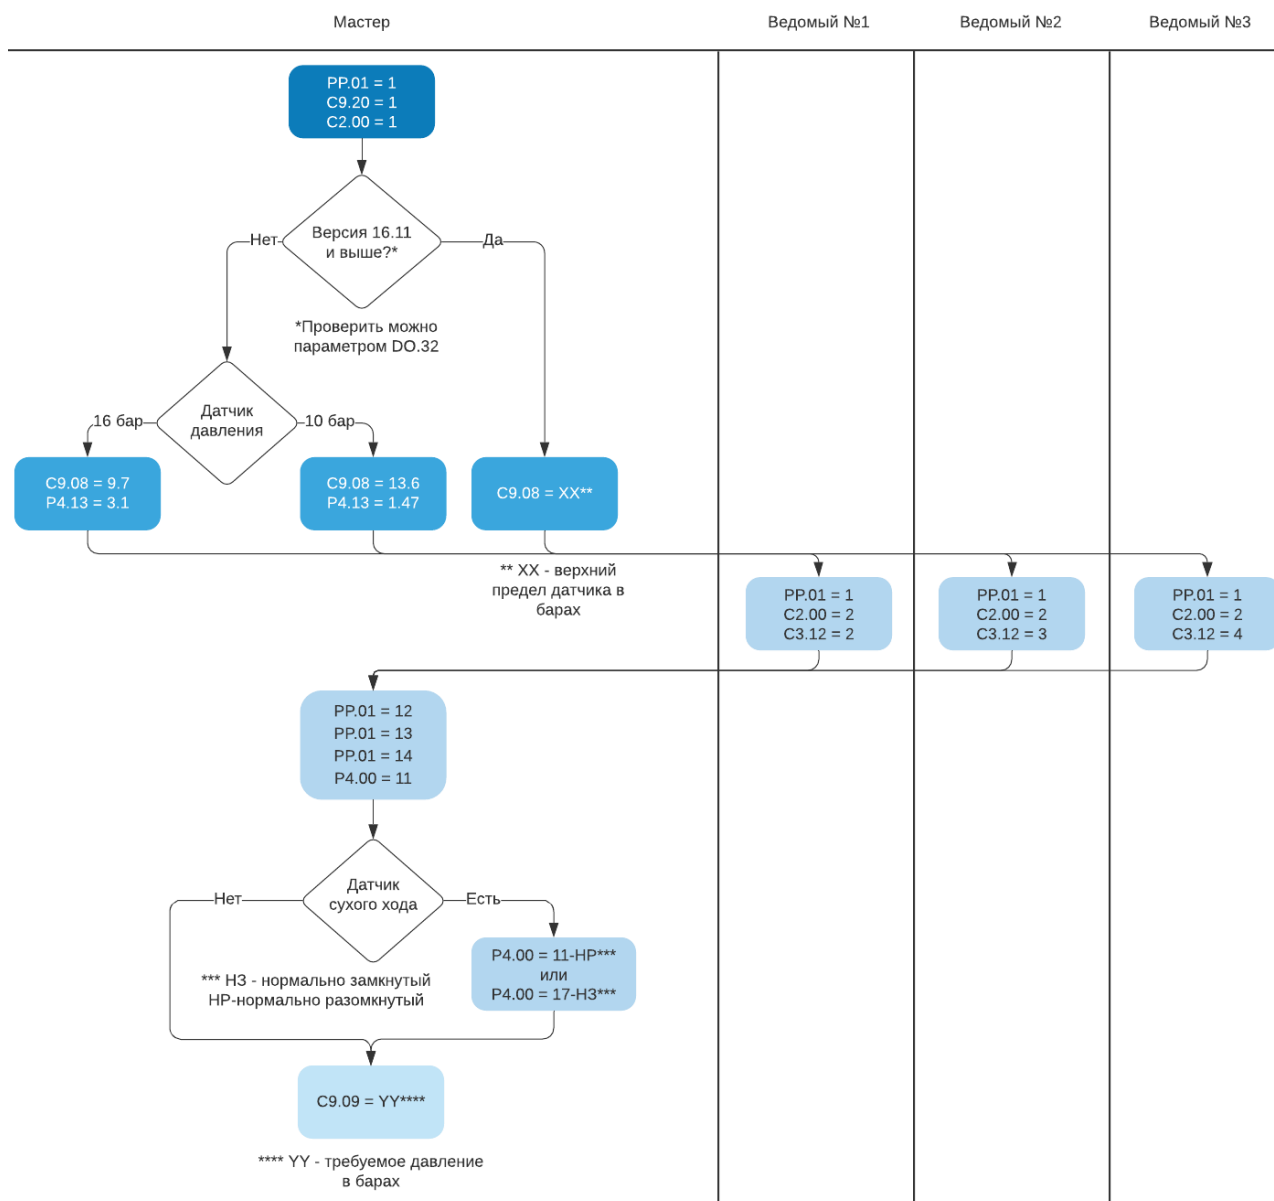 Мастер
Ведомый №1
Ведомый №2
Ведомый №3
PP.01 = 1
C9.20 = 1
C2.00 = 1
Версия 16.11
и выше?*
Нет
Да
*Проверить можно
параметром DO.32
Датчик
давления
16 бар
10 бар
C9.08 = 9.7
P4.13 = 3.1
C9.08 = 13.6
P4.13 = 1.47
C9.08 = XX**
** XX - верхний
предел датчика в
барах
PP.01 = 1
C2.00 = 2
C3.12 = 2
PP.01 = 1
C2.00 = 2
C3.12 = 3
PP.01 = 1
C2.00 = 2
C3.12 = 4
PP.01 = 12
PP.01 = 13
PP.01 = 14
P4.00 = 11
Датчик
сухого хода
Нет
Есть
P4.00 = 11-НР***
или
P4.00 = 17-НЗ***
*** НЗ - нормально замкнутый
НР-нормально разомкнутый
C9.09 = YY****
**** YY - требуемое давление
в барах